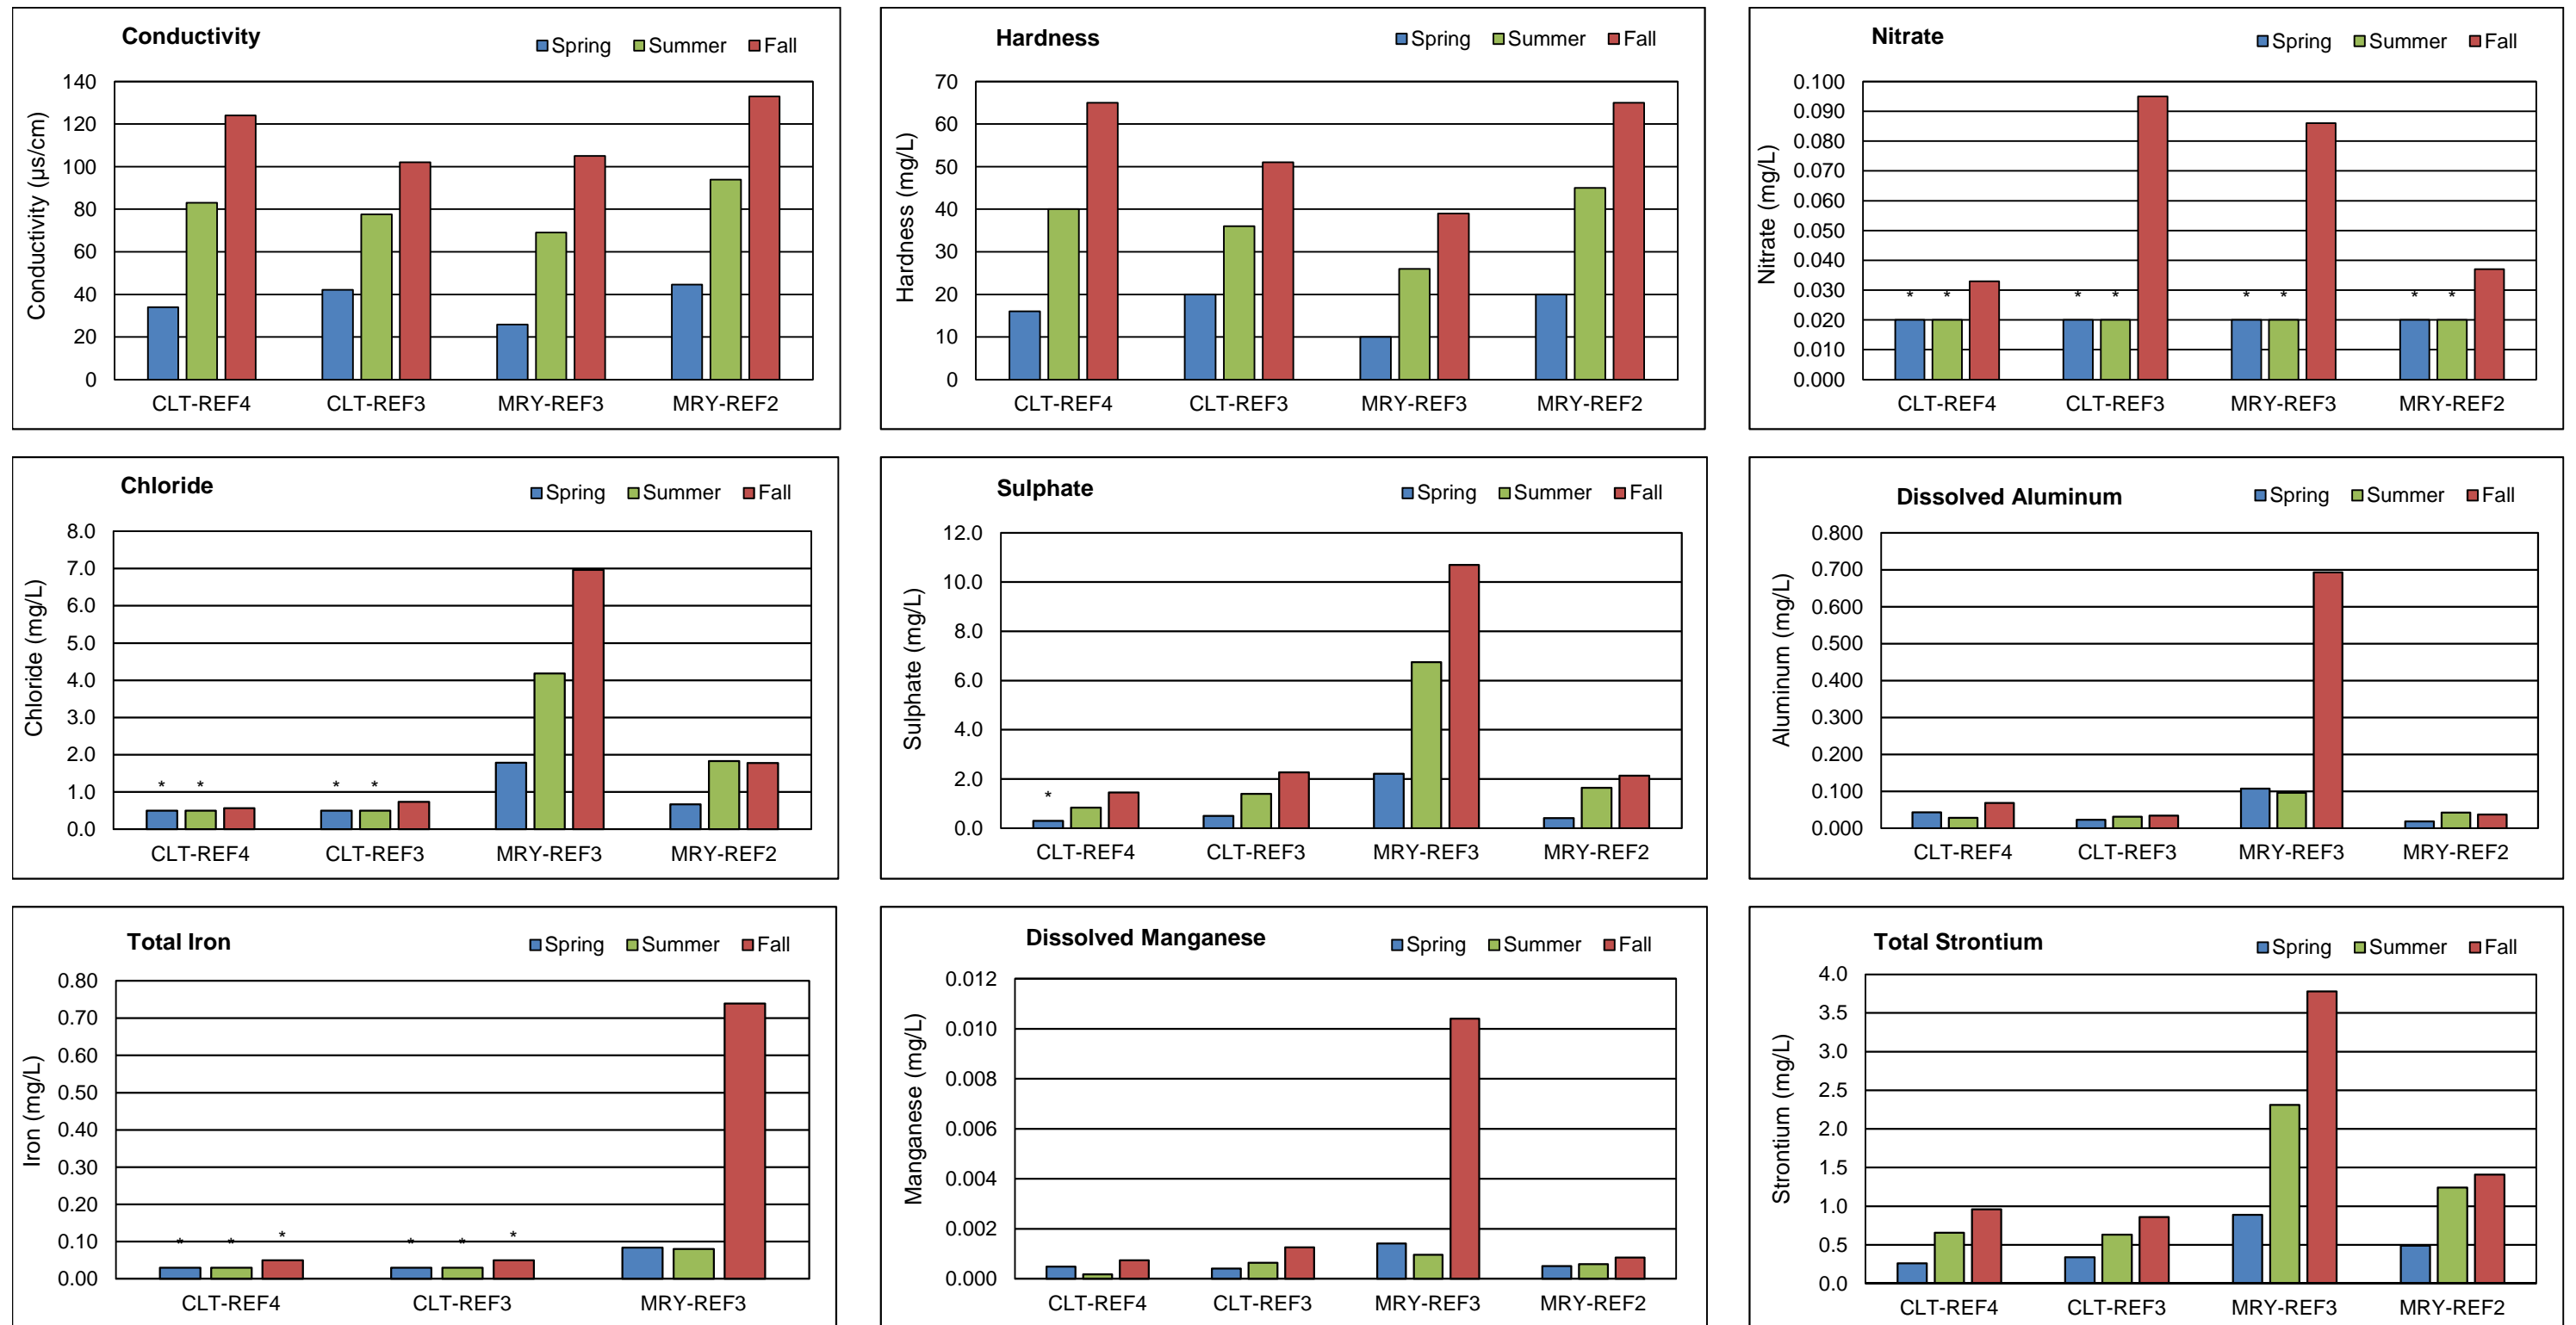 Conductivity
Spring Summer Fall
Conductivity (µs/cm)
140
120
100
80
60
40
20
0
CLT-REF4 CLT-REF3 MRY-REF3 MRY-REF2
Hardness
Spring Summer Fall
Hardness (mg/L)
70
60
50
40
30
20
10
0
CLT-REF4 CLT-REF3 MRY-REF3 MRY-REF2
Nitrate
Spring Summer Fall
Nitrate (mg/L)
0.100
0.090
0.080
0.070
0.060
0.050
0.040
0.030
0.020
0.010
0.000
* * * * * * * *
CLT-REF4 CLT-REF3 MRY-REF3 MRY-REF2
Chloride
Spring Summer Fall
Chloride (mg/L)
8.0
7.0
6.0
5.0
4.0
3.0
2.0
1.0
0.0
* * * *
CLT-REF4 CLT-REF3 MRY-REF3 MRY-REF2
Sulphate
Spring Summer Fall
Sulphate (mg/L)
12.0
10.0
8.0
6.0
4.0
2.0
0.0
*
CLT-REF4 CLT-REF3 MRY-REF3 MRY-REF2
Dissolved Aluminum
Spring Summer Fall
Aluminum (mg/L)
0.800
0.700
0.600
0.500
0.400
0.300
0.200
0.100
0.000
CLT-REF4 CLT-REF3 MRY-REF3 MRY-REF2
Total Iron
Spring Summer Fall
Iron (mg/L)
0.80
0.70
0.60
0.50
0.40
0.30
0.20
0.10
0.00
* * * * * *
CLT-REF4 CLT-REF3 MRY-REF3
Dissolved Manganese
Spring Summer Fall
Manganese (mg/L)
0.012
0.010
0.008
0.006
0.004
0.002
0.000
CLT-REF4 CLT-REF3 MRY-REF3 MRY-REF2
Total Strontium
Spring Summer Fall
Strontium (mg/L)
4.0
3.5
3.0
2.5
2.0
1.5
1.0
0.5
0.0
CLT-REF4 CLT-REF3 MRY-REF3 MRY-REF2